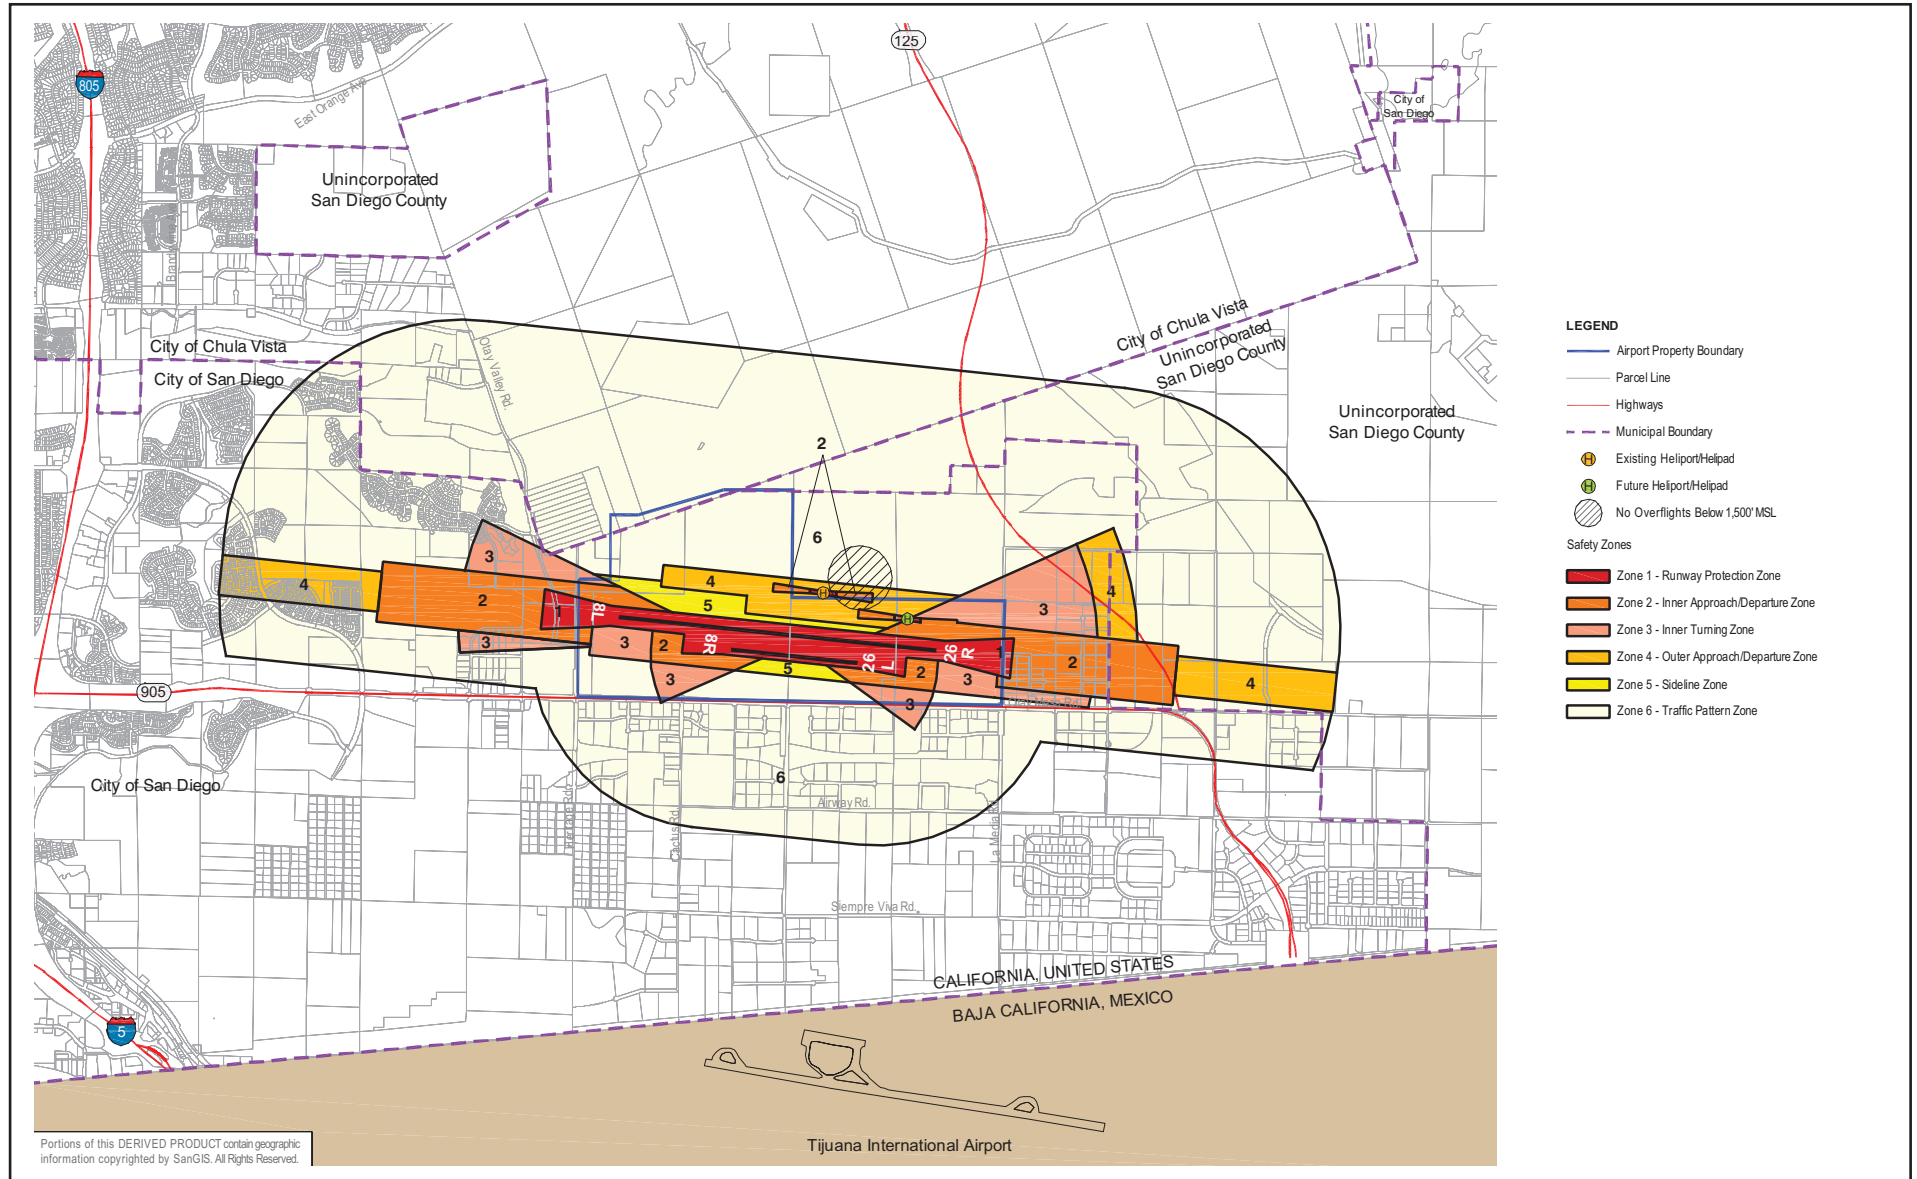 125
805
East Orange Ave
City of
San Diego
Unincorporated
San Diego County
City of Chula Vista
Unincorporated
San Diego County
City of Chula Vista
City of San Diego
Otay Valley Rd.
Unincorporated
San Diego County
2
6
3
4
2
4
5
1
8L
8R
26
L
26
R
1
3
4
2
4
3
3
2
3
5
2
3
3
905
Otay Mesa Rd.
City of San Diego
6
Airway Rd.
Heritage Rd.
Cactus Rd.
La Media Rd.
Siempre Viva Rd.
CALIFORNIA, UNITED STATES
BAJA CALIFORNIA, MEXICO
5
Tijuana International Airport
Portions of this DERIVED PRODUCT contain geographic
information copyrighted by SanGIS. All Rights Reserved.
LEGEND
Airport Property Boundary
Parcel Line
Highways
Municipal Boundary
H Existing Heliport/Helipad
H Future Heliport/Helipad
No Overflights Below 1,500' MSL
Safety Zones
Zone 1 - Runway Protection Zone
Zone 2 - Inner Approach/Departure Zone
Zone 3 - Inner Turning Zone
Zone 4 - Outer Approach/Departure Zone
Zone 5 - Sideline Zone
Zone 6 - Traffic Pattern Zone